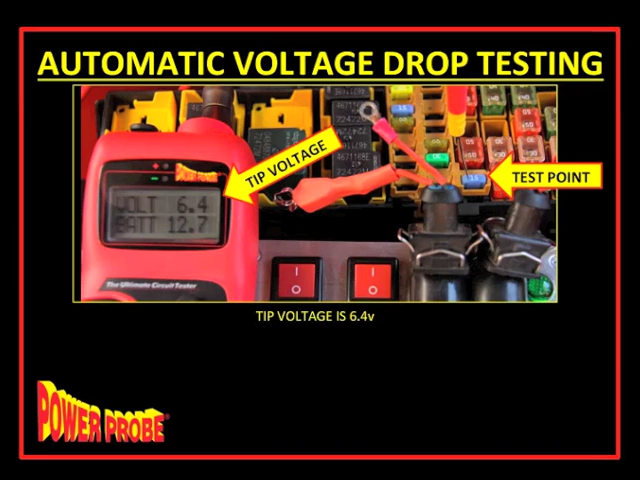 AUTOMATIC VOLTAGE DROP TESTING
TIP VOLTAGE
TEST POINT
POWER PROBE
VOLT 6.4
BATT 12.7
The Ultimate Circuit Tester
TIP VOLTAGE IS 6.4v
POWER PROBE